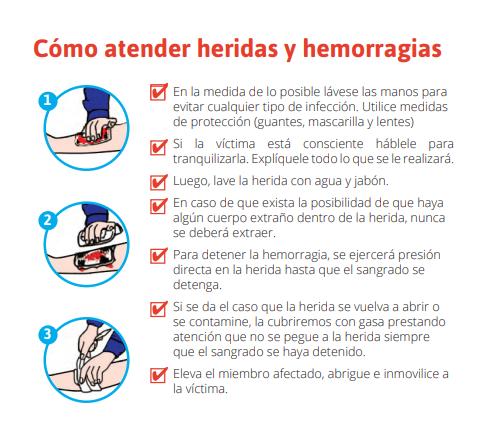 Cómo atender heridas y hemorragias
1
En la medida de lo posible lávese las manos para
evitar cualquier tipo de infección. Utilice medidas
de protección (guantes, mascarilla y lentes)
Si la víctima está consciente háblele para
tranquilizarla. Explíquele todo lo que se le realizará.
Luego, lave la herida con agua y jabón.
2
En caso de que exista la posibilidad de que haya
algún cuerpo extraño dentro de la herida, nunca
se deberá extraer.
Para detener la hemorragia, se ejercerá presión
directa en la herida hasta que el sangrado se
detenga.
3
Si se da el caso que la herida se vuelva a abrir o
se contamine, la cubriremos con gasa prestando
atención que no se pegue a la herida siempre
que el sangrado se haya detenido.
Eleva el miembro afectado, abrigue e inmovilice a
la víctima.